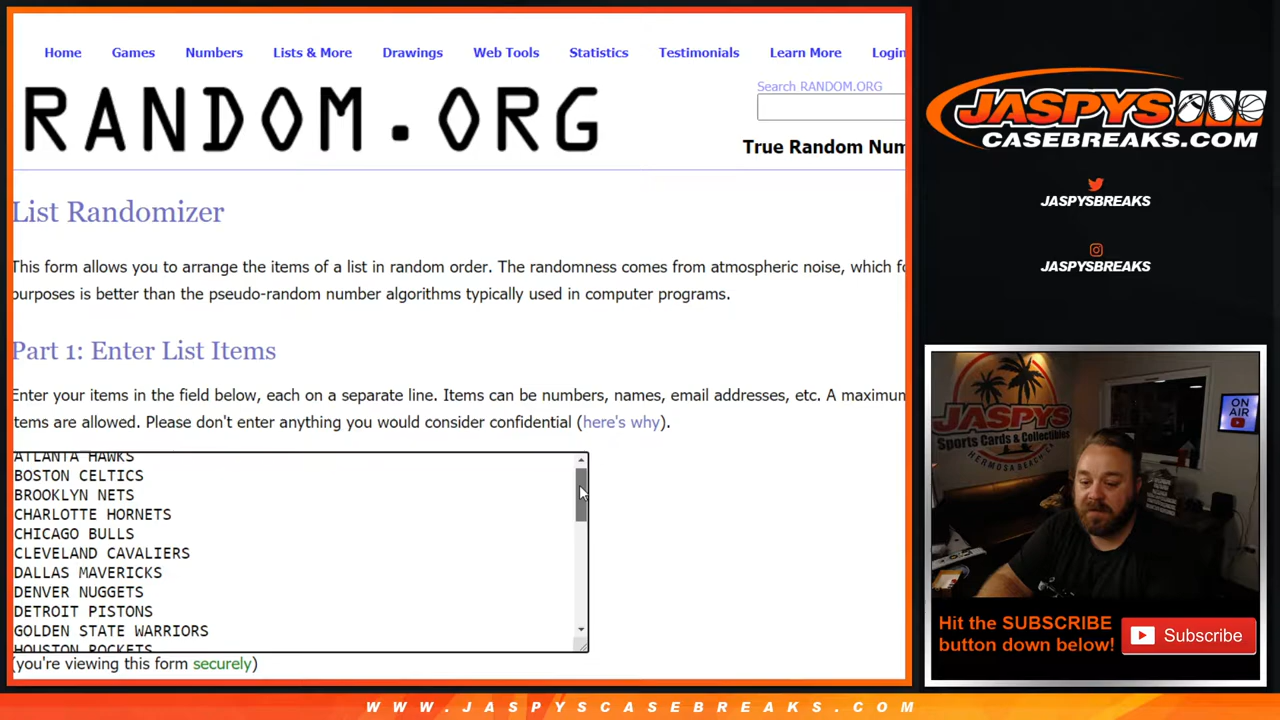 Home Games Numbers Lists & More Drawings Web Tools Statistics Testimonials Learn More Login
RANDOM.ORG
Search RANDOM.ORG
True Random Num
List Randomizer
This form allows you to arrange the items of a list in random order. The randomness comes from atmospheric noise, which fo
purposes is better than the pseudo-random number algorithms typically used in computer programs.
Part 1: Enter List Items
Enter your items in the field below, each on a separate line. Items can be numbers, names, email addresses, etc. A maximum
items are allowed. Please don't enter anything you would consider confidential (here's why).
ATLANTA HAWKS
BOSTON CELTICS
BROOKLYN NETS
CHARLOTTE HORNETS
CHICAGO BULLS
CLEVELAND CAVALIERS
DALLAS MAVERICKS
DENVER NUGGETS
DETROIT PISTONS
GOLDEN STATE WARRIORS
HOUSTON ROCKETS
(you're viewing this form securely)
JASPYS
CASEBREAKS.COM
JASPYSBREAKS
JASPYSBREAKS
JASPYS
Sports Cards & Collectibles
HERMOSA BEACH CA
ON
AIR
Hit the SUBSCRIBE
button down below!
Subscribe
WWW.JASPYSCASEBREAKS.COM